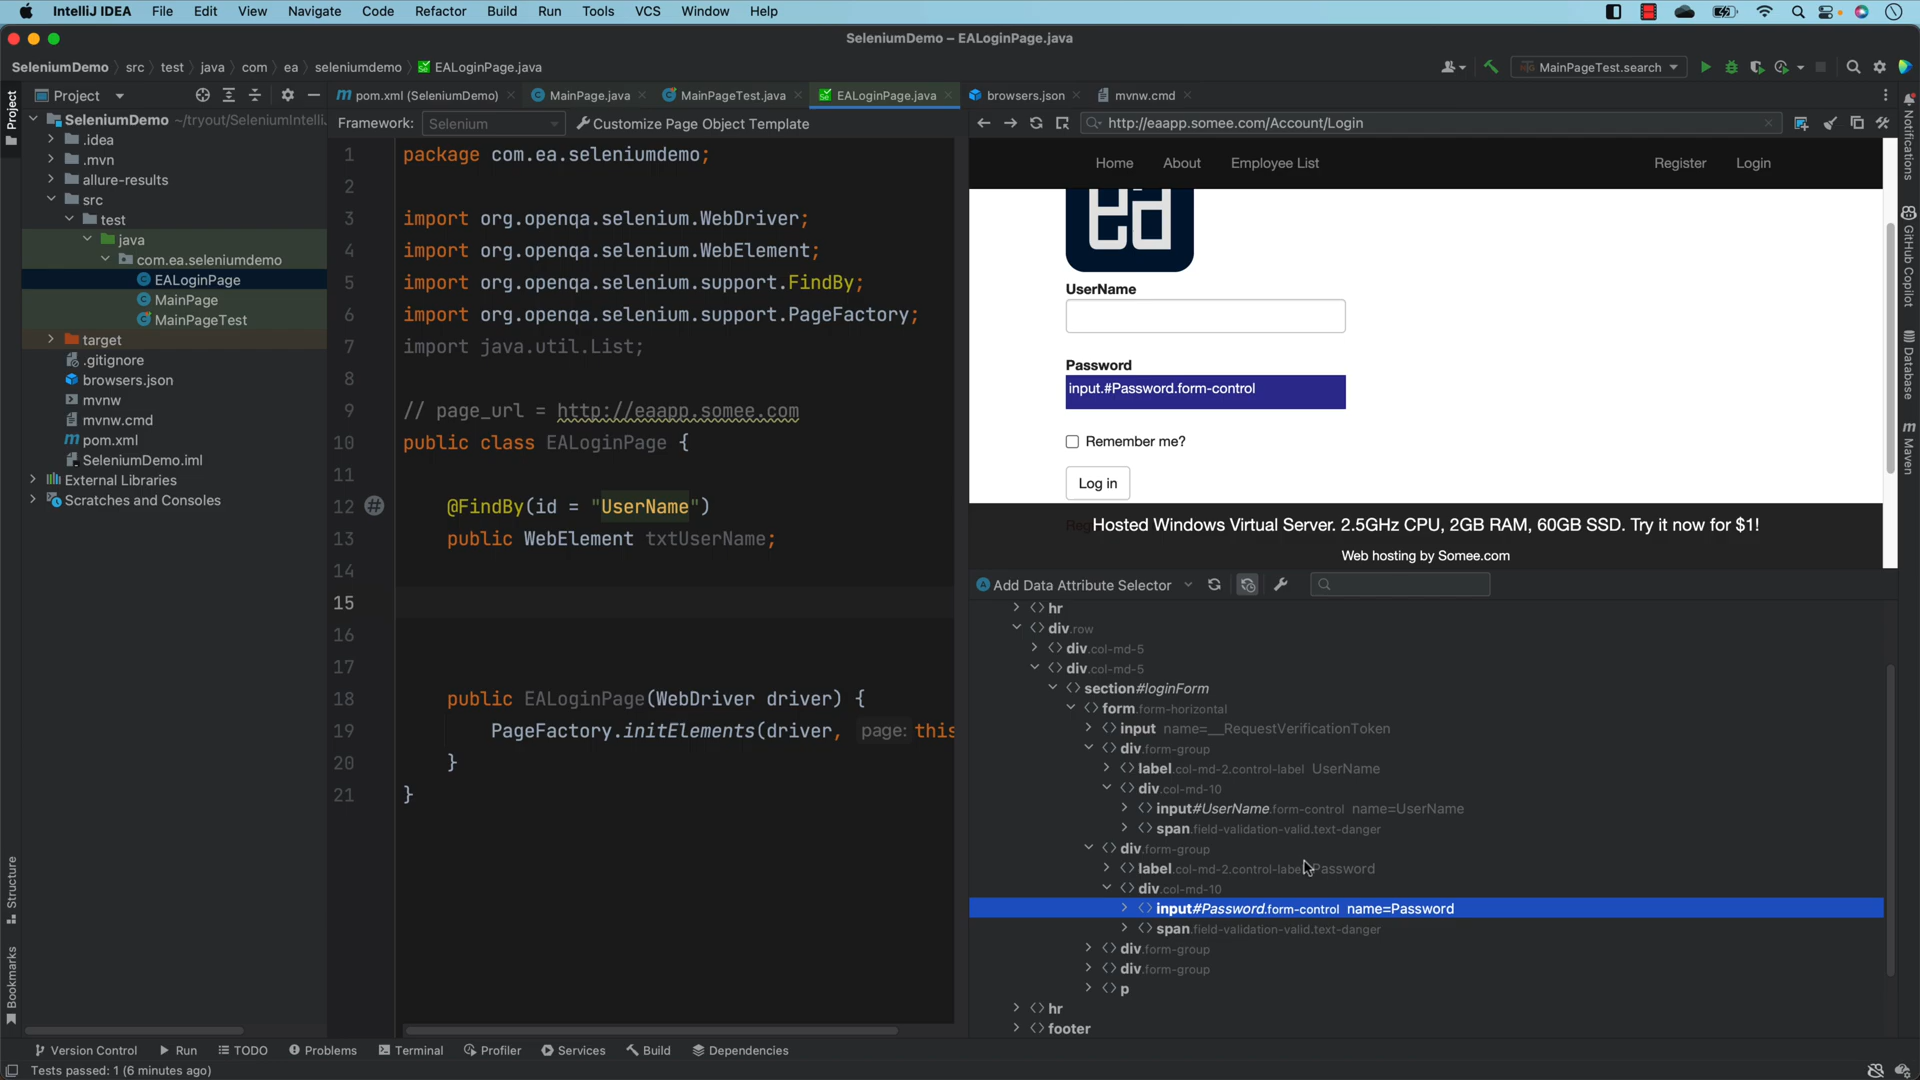 IntelliJ IDEA File Edit View Navigate Code Refactor Build Run Tools VCS Window Help
SeleniumDemo – EALoginPage.java
SeleniumDemo › src › test › java › com › ea › seleniumdemo › EALoginPage.java
MainPageTest.search
Project
pom.xml (SeleniumDemo) MainPage.java MainPageTest.java EALoginPage.java browsers.json mvnw.cmd
SeleniumDemo ~/tryout/SeleniumIntelli
.idea
.mvn
allure-results
src
test
java
com.ea.seleniumdemo
EALoginPage
MainPage
MainPageTest
target
.gitignore
browsers.json
mvnw
mvnw.cmd
pom.xml
SeleniumDemo.iml
External Libraries
Scratches and Consoles
Framework: Selenium Customize Page Object Template
1 package com.ea.seleniumdemo;
2
3 import org.openqa.selenium.WebDriver;
4 import org.openqa.selenium.WebElement;
5 import org.openqa.selenium.support.FindBy;
6 import org.openqa.selenium.support.PageFactory;
7 import java.util.List;
8
9 // page_url = http://eaapp.somee.com
10 public class EALoginPage {
11
12 @FindBy(id = "UserName")
13 public WebElement txtUserName;
14
15
16
17
18 public EALoginPage(WebDriver driver) {
19 PageFactory.initElements(driver, page: this
20 }
21 }
http://eaapp.somee.com/Account/Login
Home About Employee List Register Login
ea
UserName
Password
input.#Password.form-control
Remember me?
Log in
Reg
Hosted Windows Virtual Server. 2.5GHz CPU, 2GB RAM, 60GB SSD. Try it now for $1!
Web hosting by Somee.com
Add Data Attribute Selector
<> hr
<> div.row
<> div.col-md-5
<> div.col-md-5
<> section#loginForm
<> form.form-horizontal
<> input name=__RequestVerificationToken
<> div.form-group
<> label.col-md-2.control-label UserName
<> div.col-md-10
<> input#UserName.form-control name=UserName
<> span.field-validation-valid.text-danger
<> div.form-group
<> label.col-md-2.control-label Password
<> div.col-md-10
<> input#Password.form-control name=Password
<> span.field-validation-valid.text-danger
<> div.form-group
<> div.form-group
<> p
<> hr
<> footer
Project
Structure
Bookmarks
Notifications
GitHub Copilot
Database
m Maven
Version Control Run TODO Problems Terminal Profiler Services Build Dependencies
Tests passed: 1 (6 minutes ago)